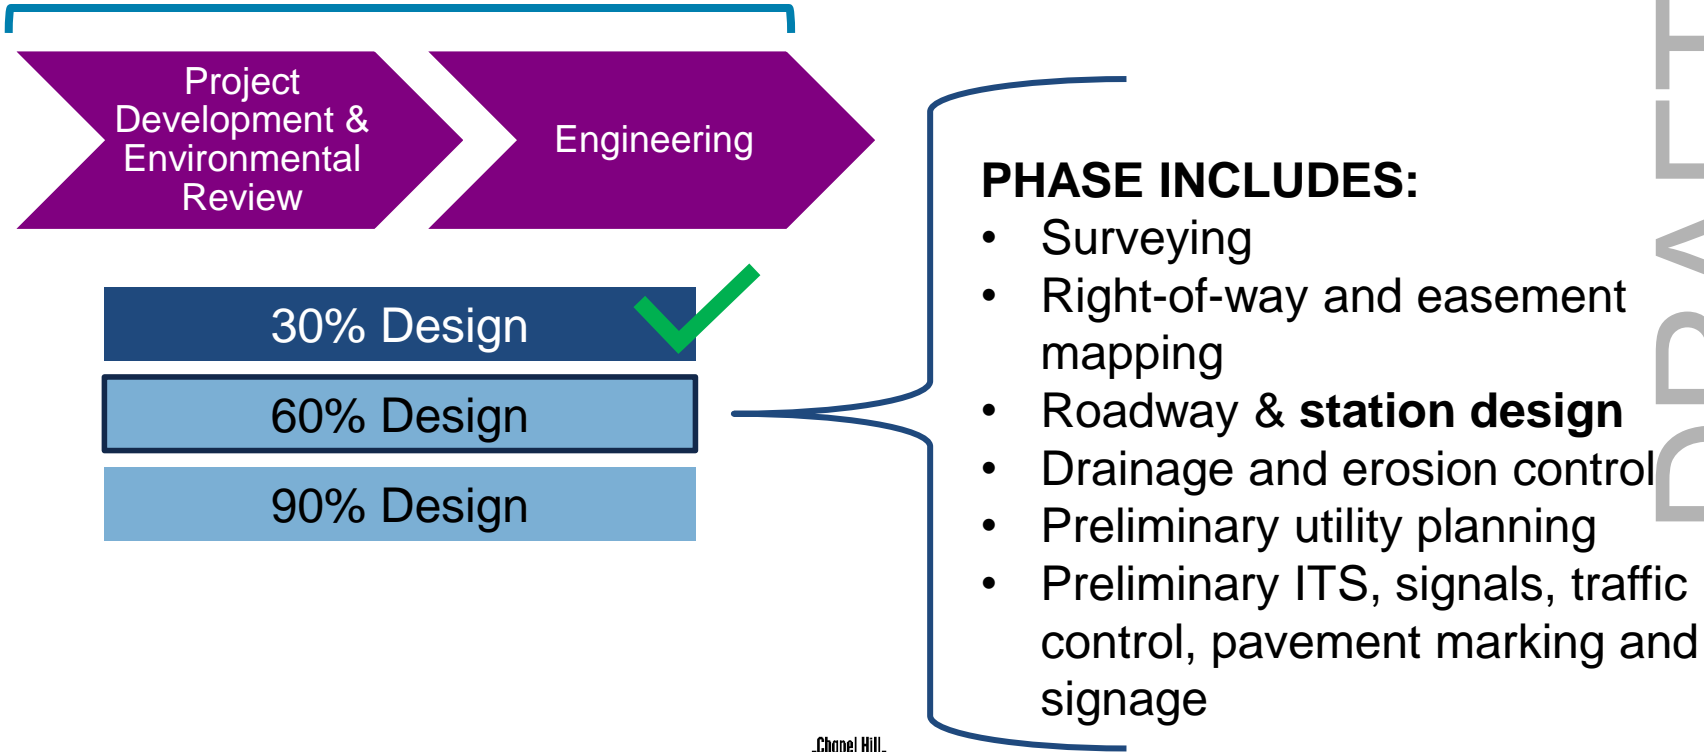 Project
Development &
Environmental
Review
Engineering
30% Design
60% Design
90% Design
PHASE INCLUDES:
• Surveying
• Right-of-way and easement
mapping
• Roadway & station design
• Drainage and erosion control
• Preliminary utility planning
• Preliminary ITS, signals, traffic
control, pavement marking and
signage
DRAFT
Chapel Hill